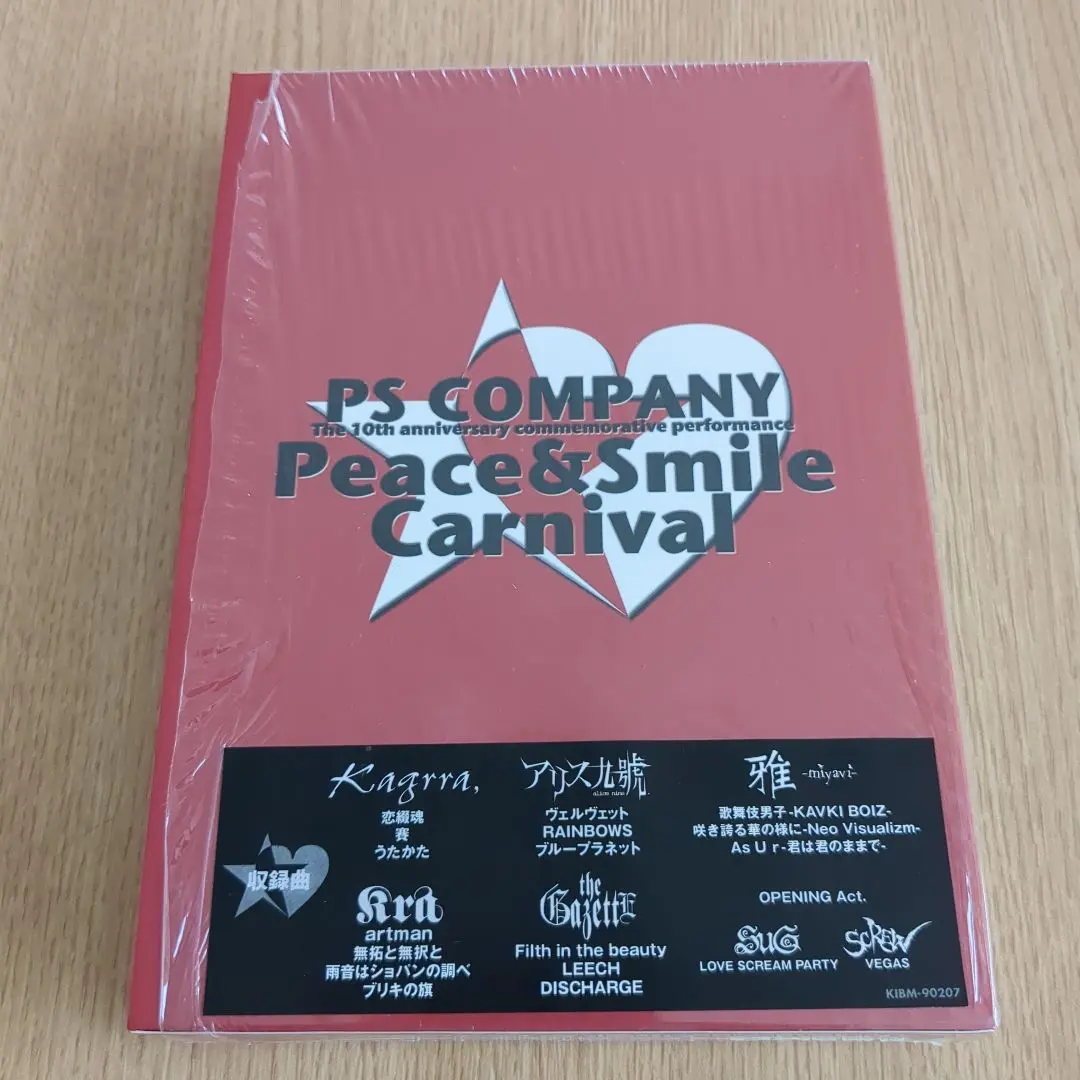 PS COMPANY
The 10th anniversary commemorative performance
Peace&Smile
Carnival
収録曲
Kagrra,
恋綴魂
賽
うたかた
アリス九號.
alice nine.
ヴェルヴェット
RAINBOWS
ブループラネット
雅-miyavi-
歌舞伎男子-KAVKI BOIZ-
咲き誇る華の様に-Neo Visualizm-
As U r-君は君のままで-
Kra
artman
無拓と無択と
雨音はショパンの調べ
ブリキの旗
the GazettE
Filth in the beauty
LEECH
DISCHARGE
OPENING Act.
SuG
LOVE SCREAM PARTY
SCREW
VEGAS
KIBM-90207